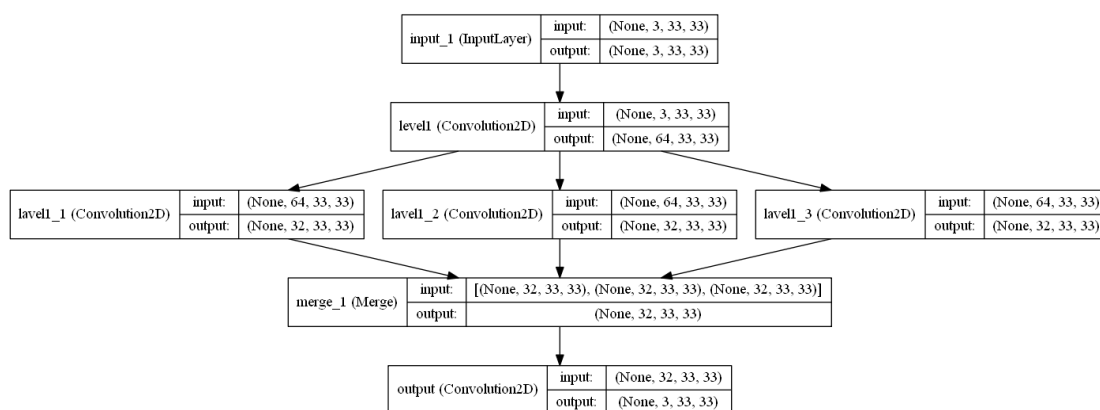 input_1 (InputLayer)
input: (None, 3, 33, 33)
output: (None, 3, 33, 33)
level1 (Convolution2D)
input: (None, 3, 33, 33)
output: (None, 64, 33, 33)
lavel1_1 (Convolution2D)
input: (None, 64, 33, 33)
output: (None, 32, 33, 33)
lavel1_2 (Convolution2D)
input: (None, 64, 33, 33)
output: (None, 32, 33, 33)
lavel1_3 (Convolution2D)
input: (None, 64, 33, 33)
output: (None, 32, 33, 33)
merge_1 (Merge)
input: [(None, 32, 33, 33), (None, 32, 33, 33), (None, 32, 33, 33)]
output: (None, 32, 33, 33)
output (Convolution2D)
input: (None, 32, 33, 33)
output: (None, 3, 33, 33)